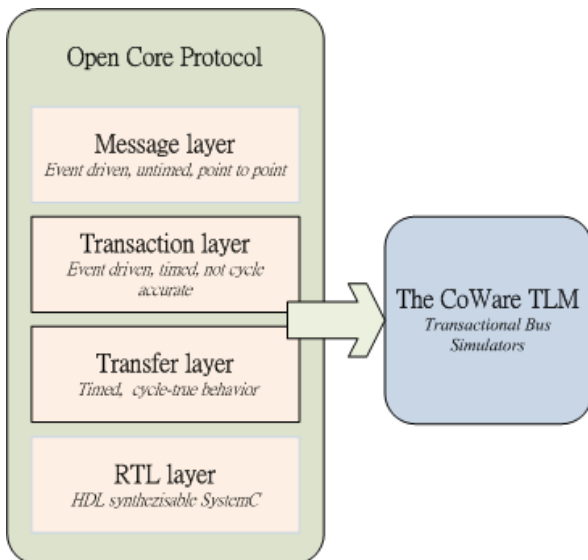 Open Core Protocol
Message layer
Event driven, untimed, point to point
Transaction layer
Event driven, timed, not cycle
accurate
Transfer layer
Timed, cycle-true behavior
RTL layer
HDL synthezisable SystemC
The CoWare TLM
Transactional Bus
Simulators